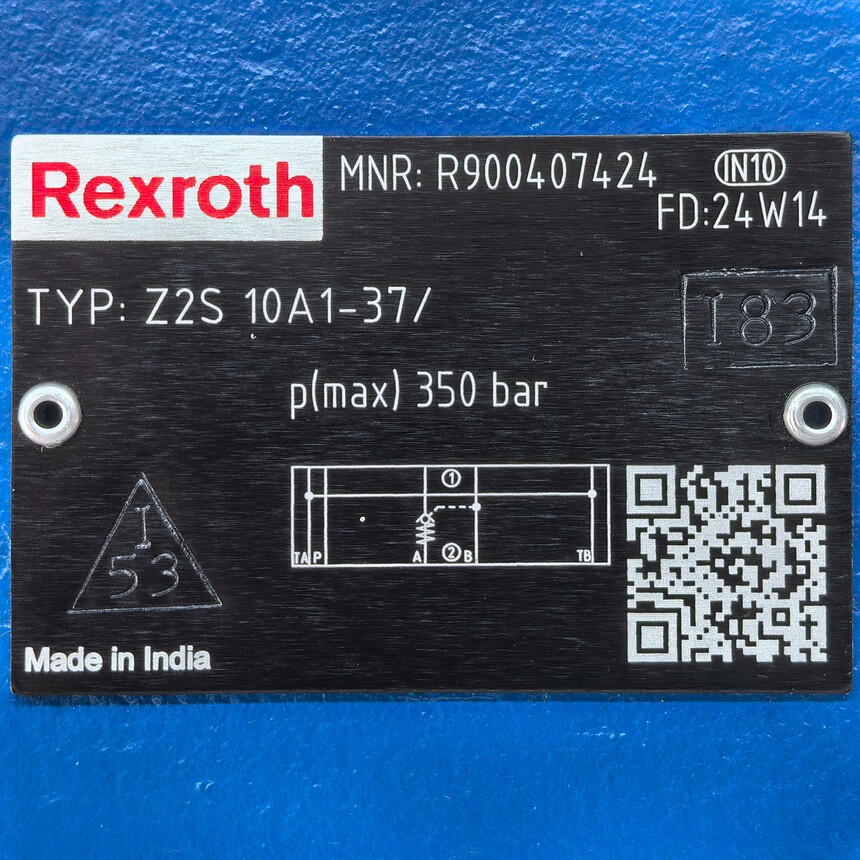 Rexroth
MNR: R900407424
IN10
FD:24W14
TYP: Z2S 10A1-37/
I83
p(max) 350 bar
①
TA P A ② B TB
I
53
Made in India